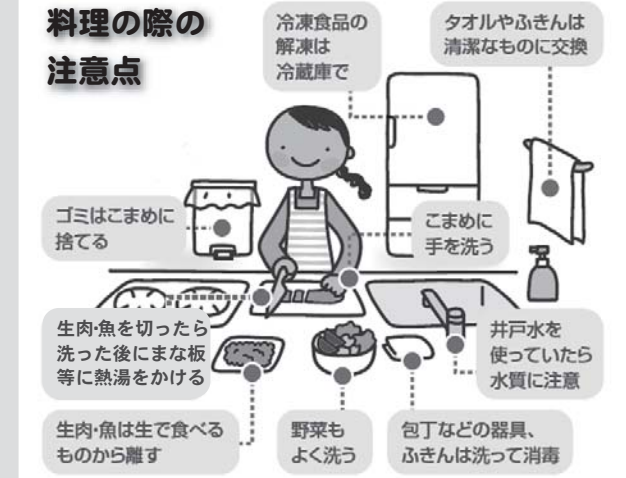 料理の際の
注意点
冷凍食品の
解凍は
冷蔵庫で
タオルやふきんは
清潔なものに交換
ゴミはこまめに
捨てる
こまめに
手を洗う
生肉・魚を切ったら
洗った後にまな板
等に熱湯をかける
井戸水を
使っていたら
水質に注意
生肉・魚は生で食べる
ものから離す
野菜も
よく洗う
包丁などの器具、
ふきんは洗って消毒